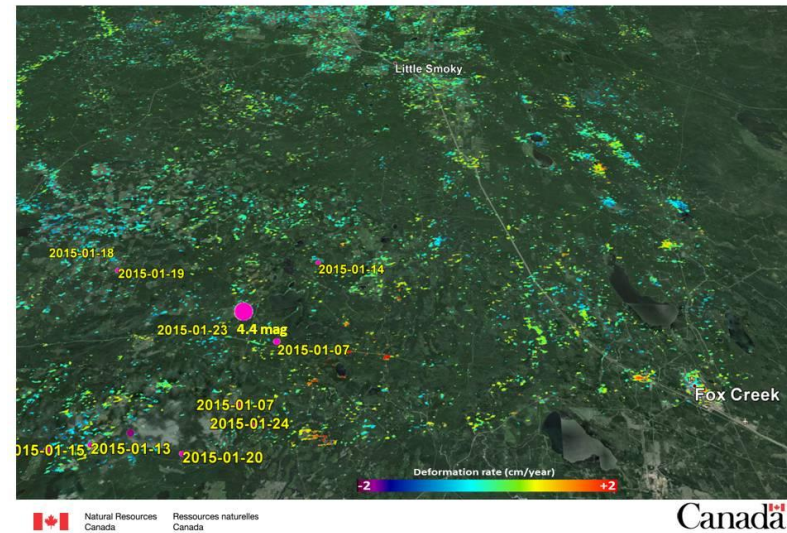 Little Smoky
2015-01-18
2015-01-19
2015-01-14
2015-01-23 4.4 mag
2015-01-07
2015-01-07
Fox Creek
2015-01-24
2015-01-15
2015-01-13
2015-01-20
Deformation rate (cm/year)
-2 +2
Natural Resources Canada
Ressources naturelles Canada
Canada